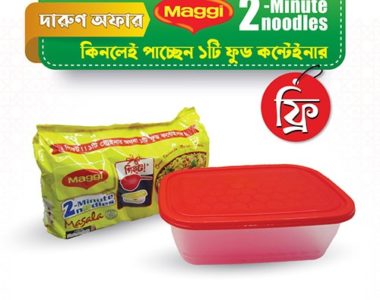 দারুণ অফার
Maggi
2-Minute
noodles
কিনলেই পাচ্ছেন ১টি ফুড কন্টেইনার
ফ্রি
Maggi
2-Minute
noodles
Masala